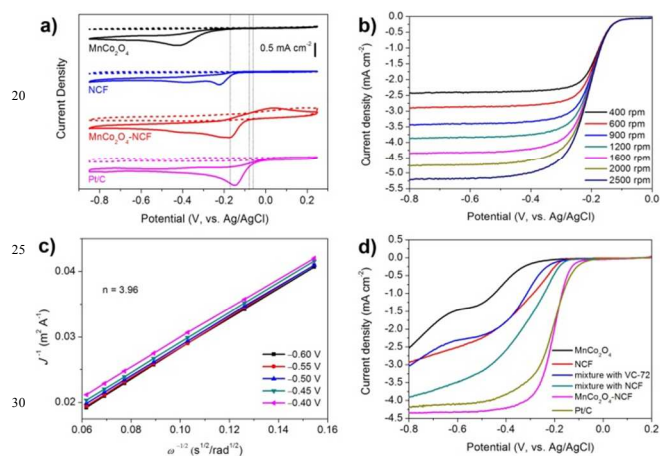 a)
MnCo2O4
0.5 mA cm-2
NCF
MnCo2O4-NCF
Pt/C
Current Density
-0.8 -0.6 -0.4 -0.2 0.0 0.2
Potential (V, vs. Ag/AgCl)
20
b)
0.0
-0.5
-1.0
-1.5
-2.0
-2.5
-3.0
-3.5
-4.0
-4.5
-5.0
-5.5
Current density (mA cm-2)
400 rpm
600 rpm
900 rpm
1200 rpm
1600 rpm
2000 rpm
2500 rpm
-0.8 -0.6 -0.4 -0.2 0.0
Potential (V, vs. Ag/AgCl)
25
c)
0.04
0.03
0.02
J-1 (m2 A-1)
n = 3.96
−0.60 V
−0.55 V
−0.50 V
−0.45 V
−0.40 V
0.06 0.08 0.10 0.12 0.14 0.16
ω-1/2 (s1/2/rad1/2)
30
d)
0.0
-0.5
-1.0
-1.5
-2.0
-2.5
-3.0
-3.5
-4.0
-4.5
Current density (mA cm-2)
MnCo2O4
NCF
mixture with VC-72
mixture with NCF
MnCo2O4-NCF
Pt/C
-0.8 -0.6 -0.4 -0.2 0.0 0.2
Potential (V, vs. Ag/AgCl)